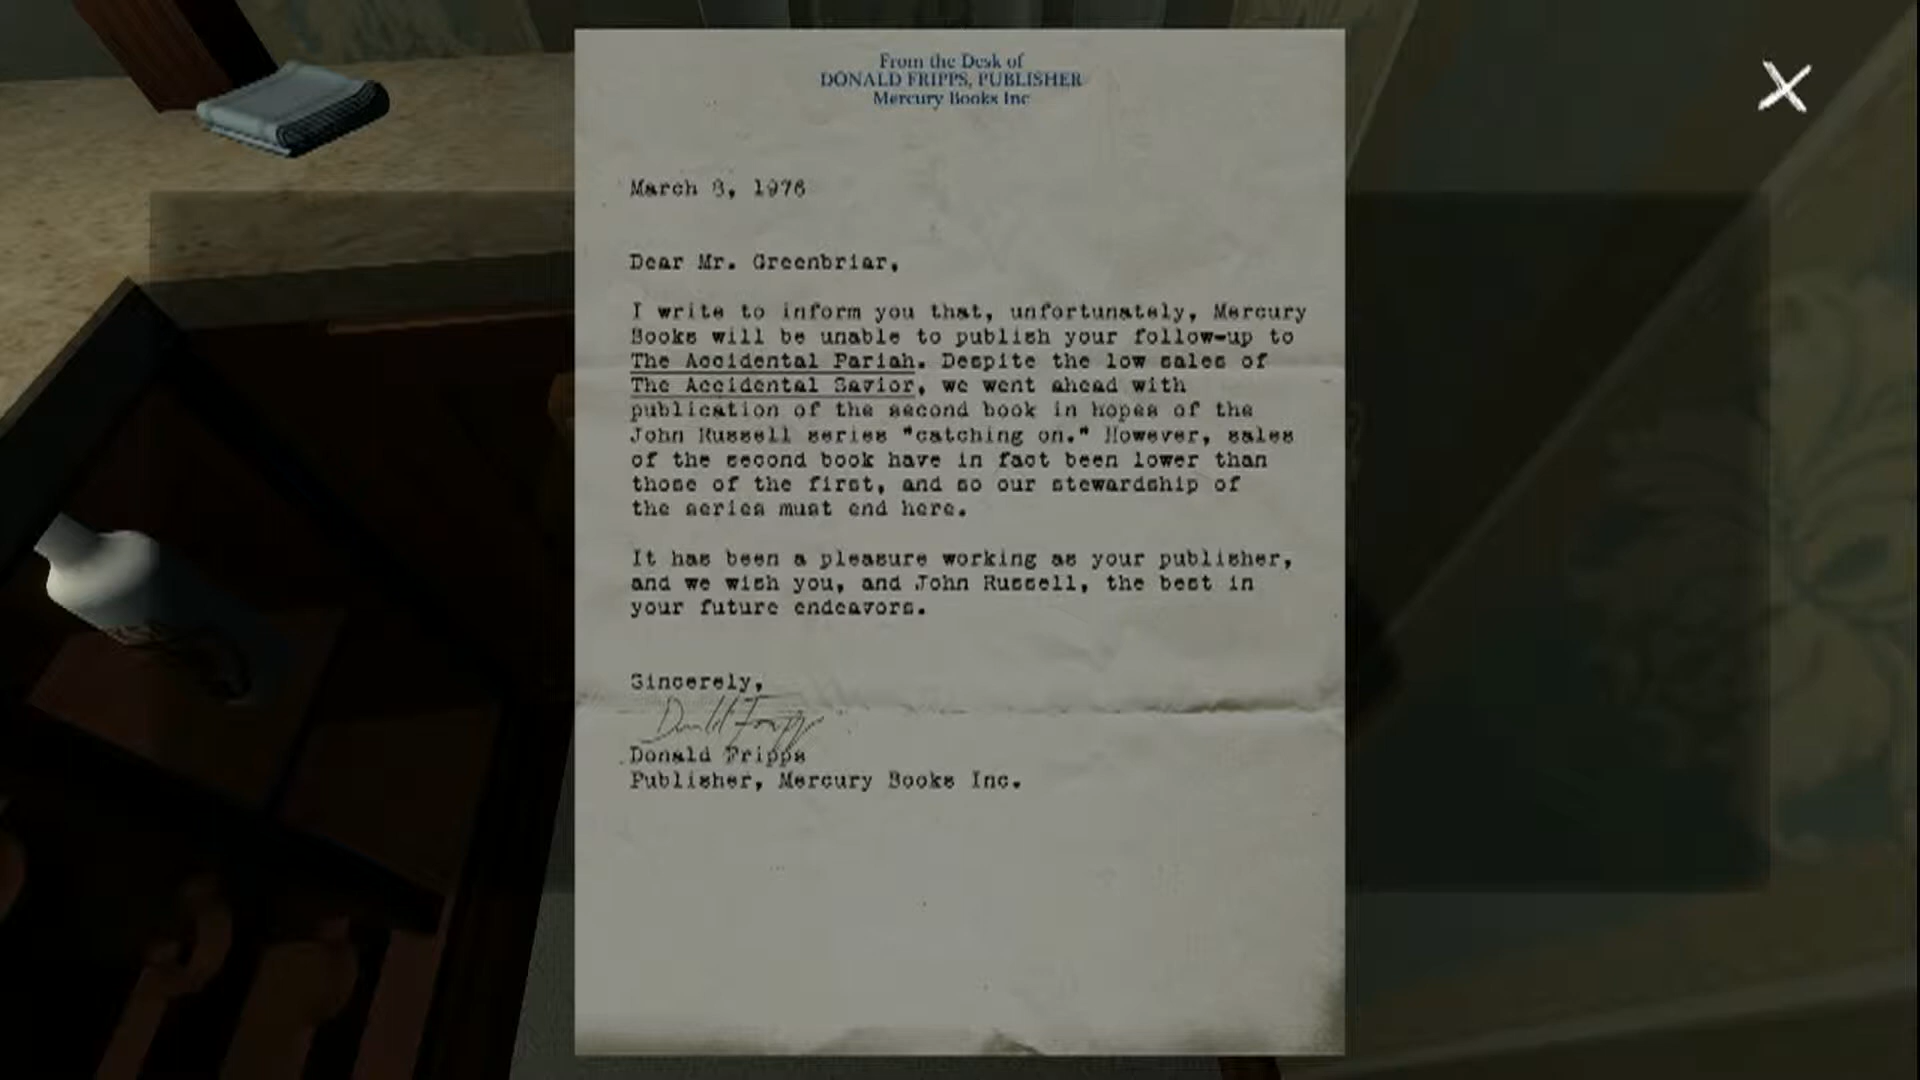 From the Desk of
DONALD FRIPPS, PUBLISHER
Mercury Books Inc
March 8, 1976
Dear Mr. Greenbriar,
I write to inform you that, unfortunately, Mercury
Books will be unable to publish your follow-up to
The Accidental Pariah. Despite the low sales of
The Accidental Savior, we went ahead with
publication of the second book in hopes of the
John Russell series "catching on." However, sales
of the second book have in fact been lower than
those of the first, and so our stewardship of
the series must end here.
It has been a pleasure working as your publisher,
and we wish you, and John Russell, the best in
your future endeavors.
Sincerely,
Donald Fripps
Donald Fripps
Publisher, Mercury Books Inc.